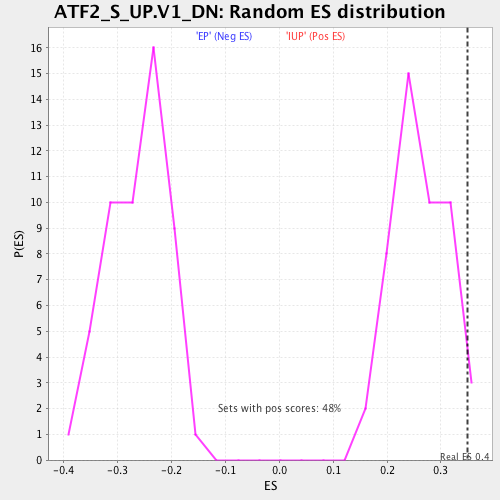 ATF2_S_UP.V1_DN: Random ES distribution
'EP' (Neg ES) 'IUP' (Pos ES)
16
15
14
13
12
11
10
9
8
7
6
5
4
3
2
1
0
P(ES)
Sets with pos scores: 48%
Real ES 0.4
-0.4 -0.3 -0.2 -0.1 0.0 0.1 0.2 0.3
ES